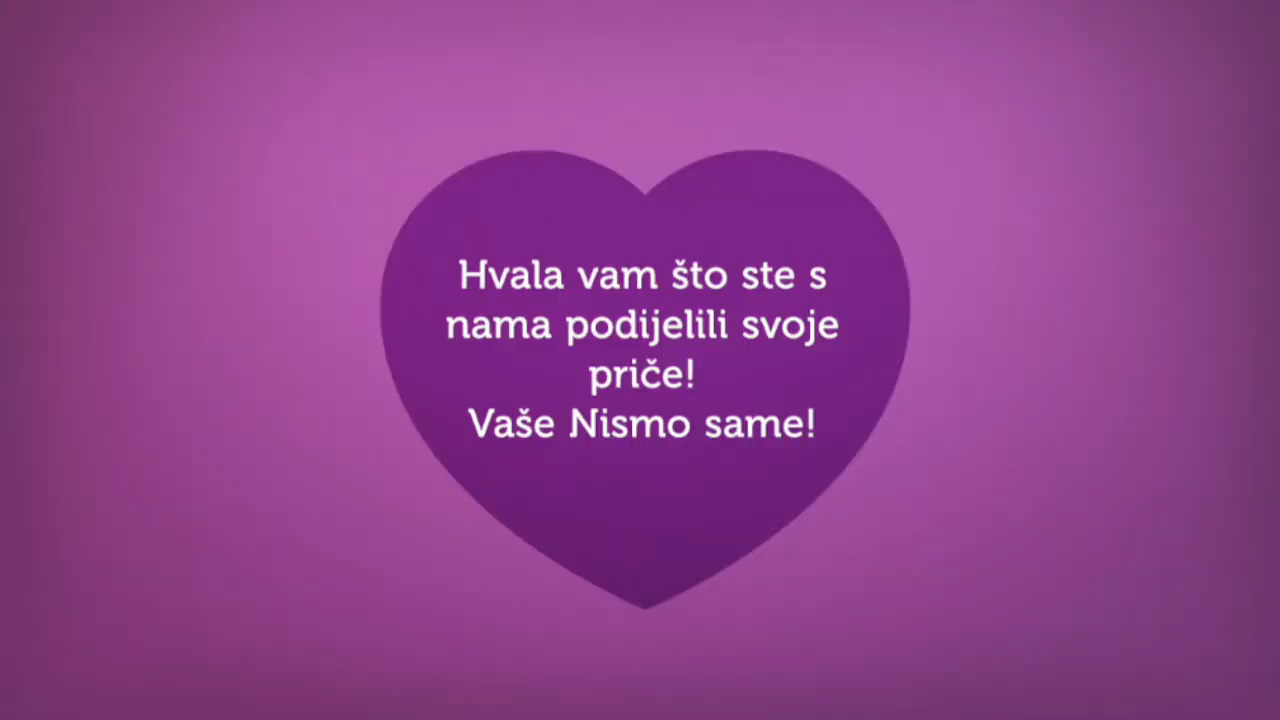 Hvala vam što ste s
nama podijelili svoje
priče!
Vaše Nismo same!